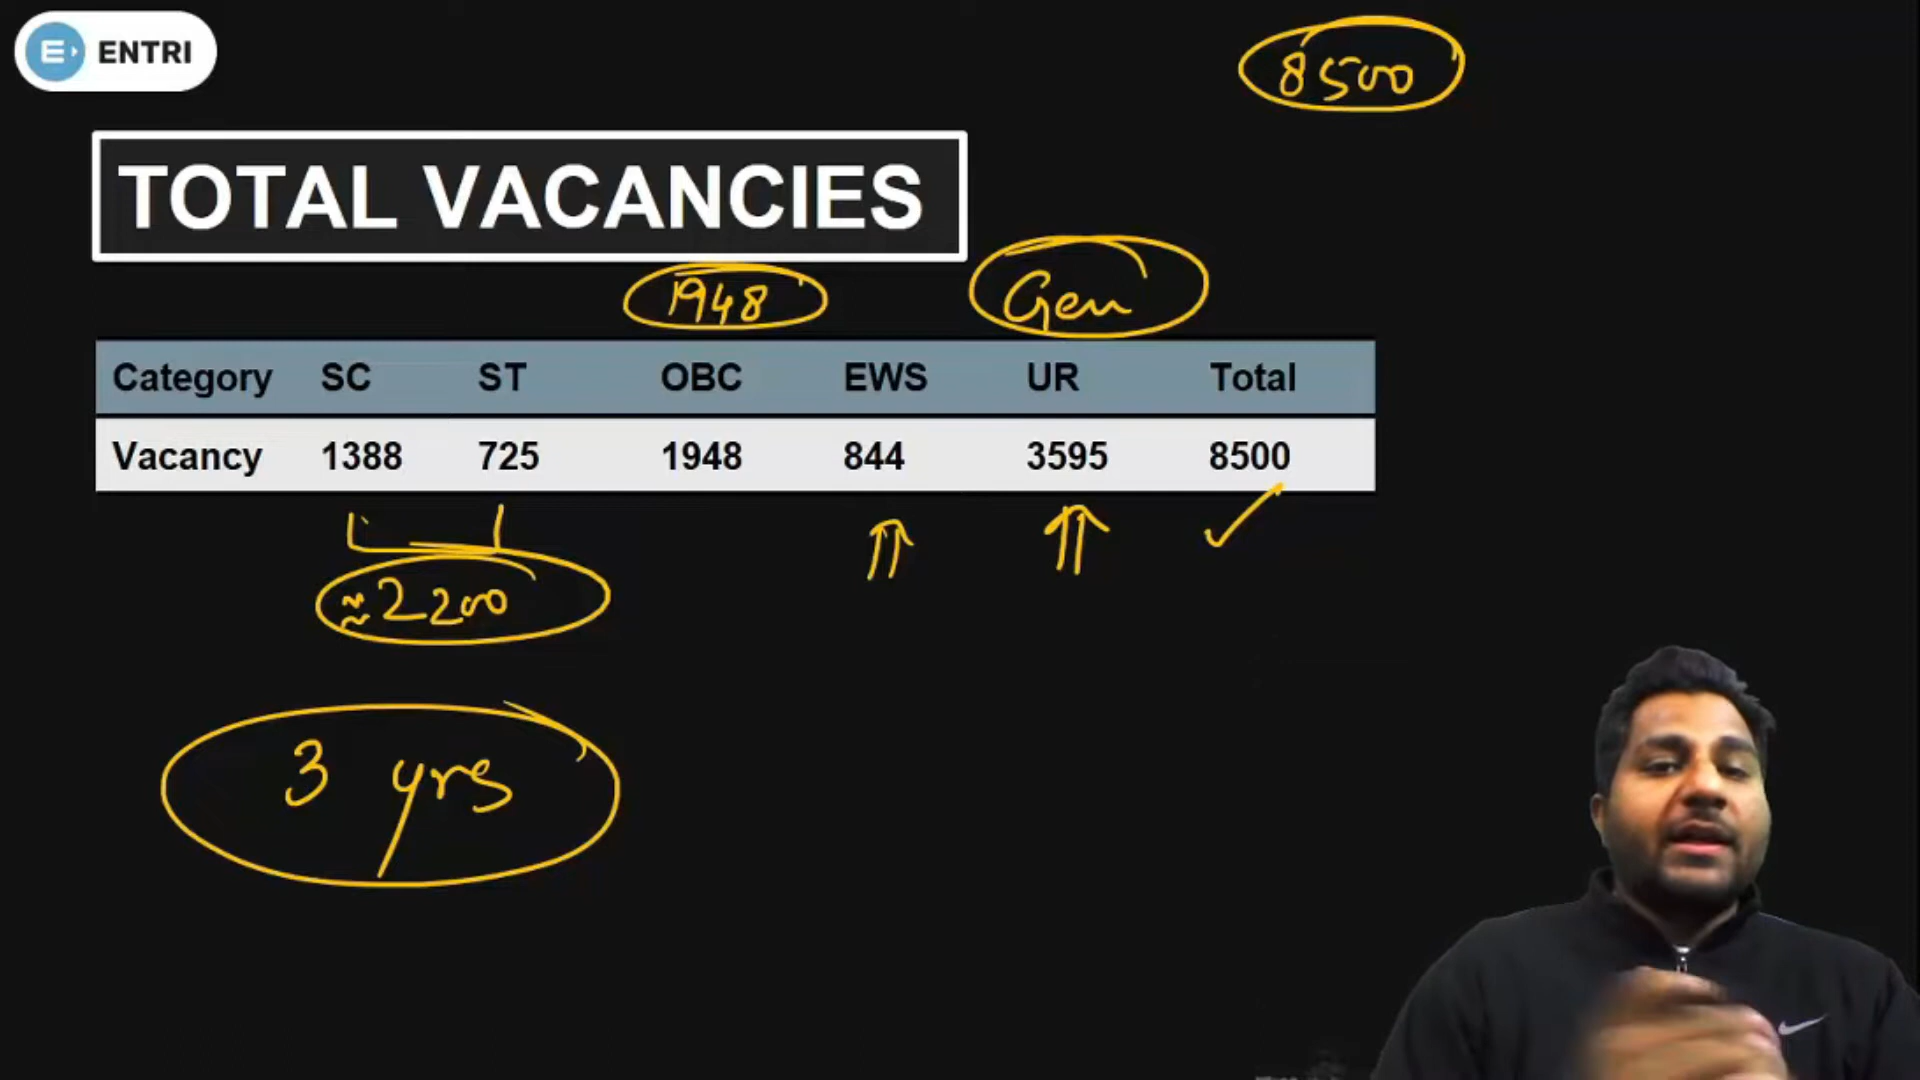 ENTRI
8500
TOTAL VACANCIES
1948 Gen
Category SC ST OBC EWS UR Total
Vacancy 1388 725 1948 844 3595 8500
≈2200
3 yrs